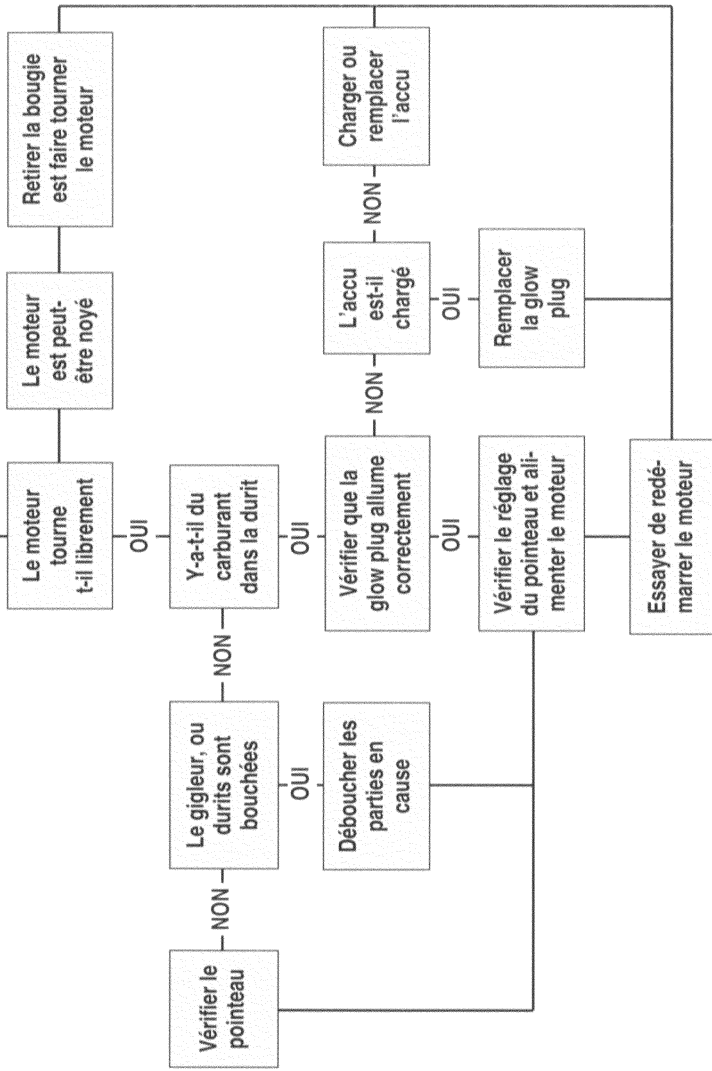 Le moteur
tourne
t-il librement
Le moteur
est peut-
être noyé
Retirer la bougie
est faire tourner
le moteur
OUI
Vérifier le
pointeau
NON
Le gigleur, ou
durits sont
bouchées
NON
Y-a-t-il du
carburant
dans la durit
OUI
OUI
Déboucher les
parties en
cause
Vérifier que la
glow plug allume
correctement
NON
L'accu
est-il
chargé
NON
Charger ou
remplacer
l'accu
OUI
OUI
Vérifier le réglage
du pointeau et ali-
menter le moteur
Remplacer
la glow
plug
Essayer de redé-
marrer le moteur